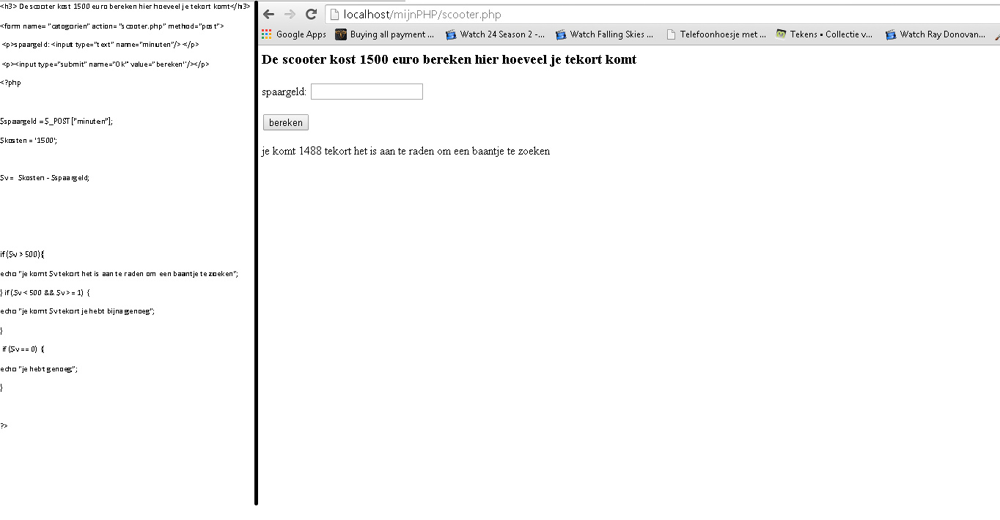 <h3> De scooter kost 1500 euro bereken hier hoeveel je tekort komt</h3>
<form name= "catogorien" action= "scooter.php" method="post">
<p>spaargeld: <input type="text" name="minuten"/> </p>
<p><input type="submit" name="Ok" value="bereken"/></p>
<?php
$spaargeld = $_POST["minuten"];
$kosten = '1500';
$v = $kosten - $spaargeld;
if ($v > 500) {
echo "je komt $v tekort het is aan te raden om een baantje te zoeken";
} if ($v < 500 && $v >= 1) {
echo "je komt $v tekort je hebt bijna genoeg";
}
if ($v == 0) {
echo "je hebt genoeg";
}
?>
localhost/mijnPHP/scooter.php
Google Apps Buying all payment ... Watch 24 Season 2 -... Watch Falling Skies ... Telefoonhoesje met ... Tekens • Collectie v... Watch Ray Donovan...
De scooter kost 1500 euro bereken hier hoeveel je tekort komt
spaargeld:
bereken
je komt 1488 tekort het is aan te raden om een baantje te zoeken